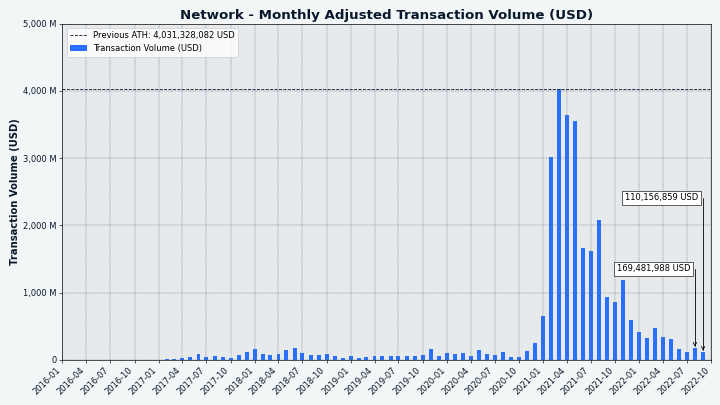 Network - Monthly Adjusted Transaction Volume (USD)
Previous ATH: 4,031,328,082 USD
Transaction Volume (USD)
Transaction Volume (USD)
5,000 M
4,000 M
3,000 M
2,000 M
1,000 M
0
110,156,859 USD
169,481,988 USD
2016-01
2016-04
2016-07
2016-10
2017-01
2017-04
2017-07
2017-10
2018-01
2018-04
2018-07
2018-10
2019-01
2019-04
2019-07
2019-10
2020-01
2020-04
2020-07
2020-10
2021-01
2021-04
2021-07
2021-10
2022-01
2022-04
2022-07
2022-10